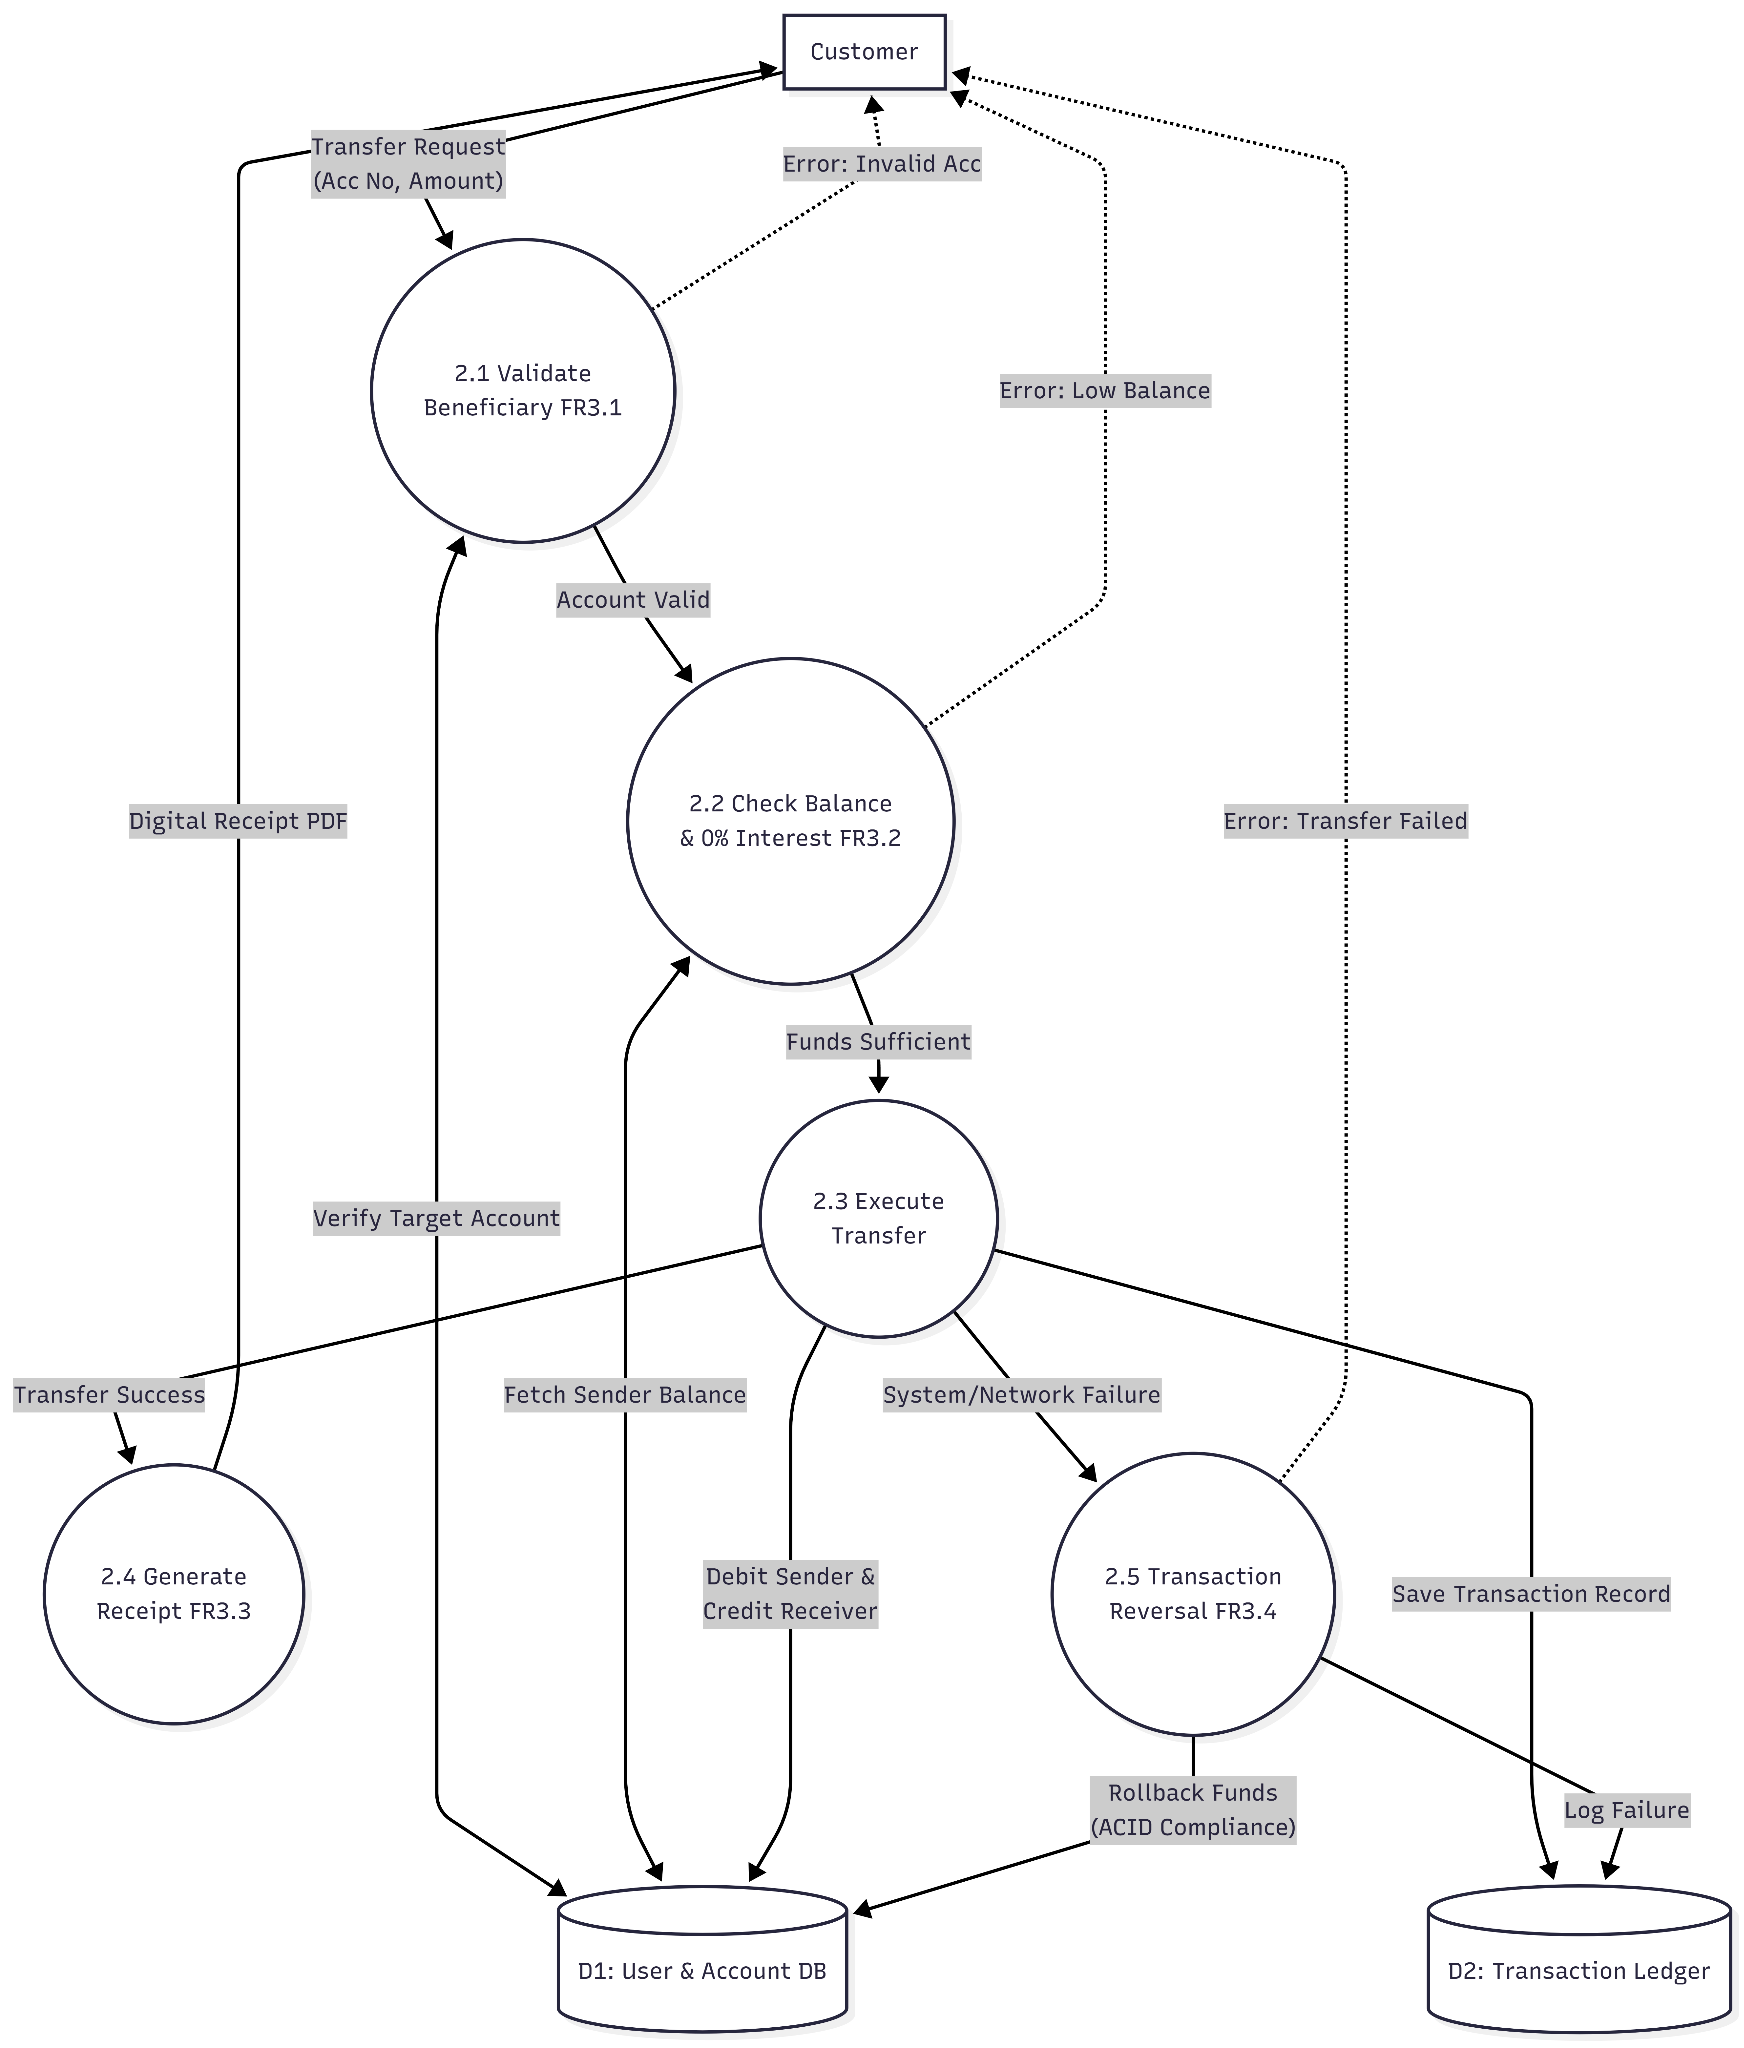 Customer
Transfer Request
(Acc No, Amount)
Error: Invalid Acc
2.1 Validate
Beneficiary FR3.1
Error: Low Balance
Account Valid
2.2 Check Balance
& 0% Interest FR3.2
Digital Receipt PDF
Error: Transfer Failed
Funds Sufficient
2.3 Execute
Transfer
Verify Target Account
Transfer Success
Fetch Sender Balance
System/Network Failure
2.4 Generate
Receipt FR3.3
Debit Sender &
Credit Receiver
2.5 Transaction
Reversal FR3.4
Save Transaction Record
Rollback Funds
(ACID Compliance)
Log Failure
D1: User & Account DB
D2: Transaction Ledger